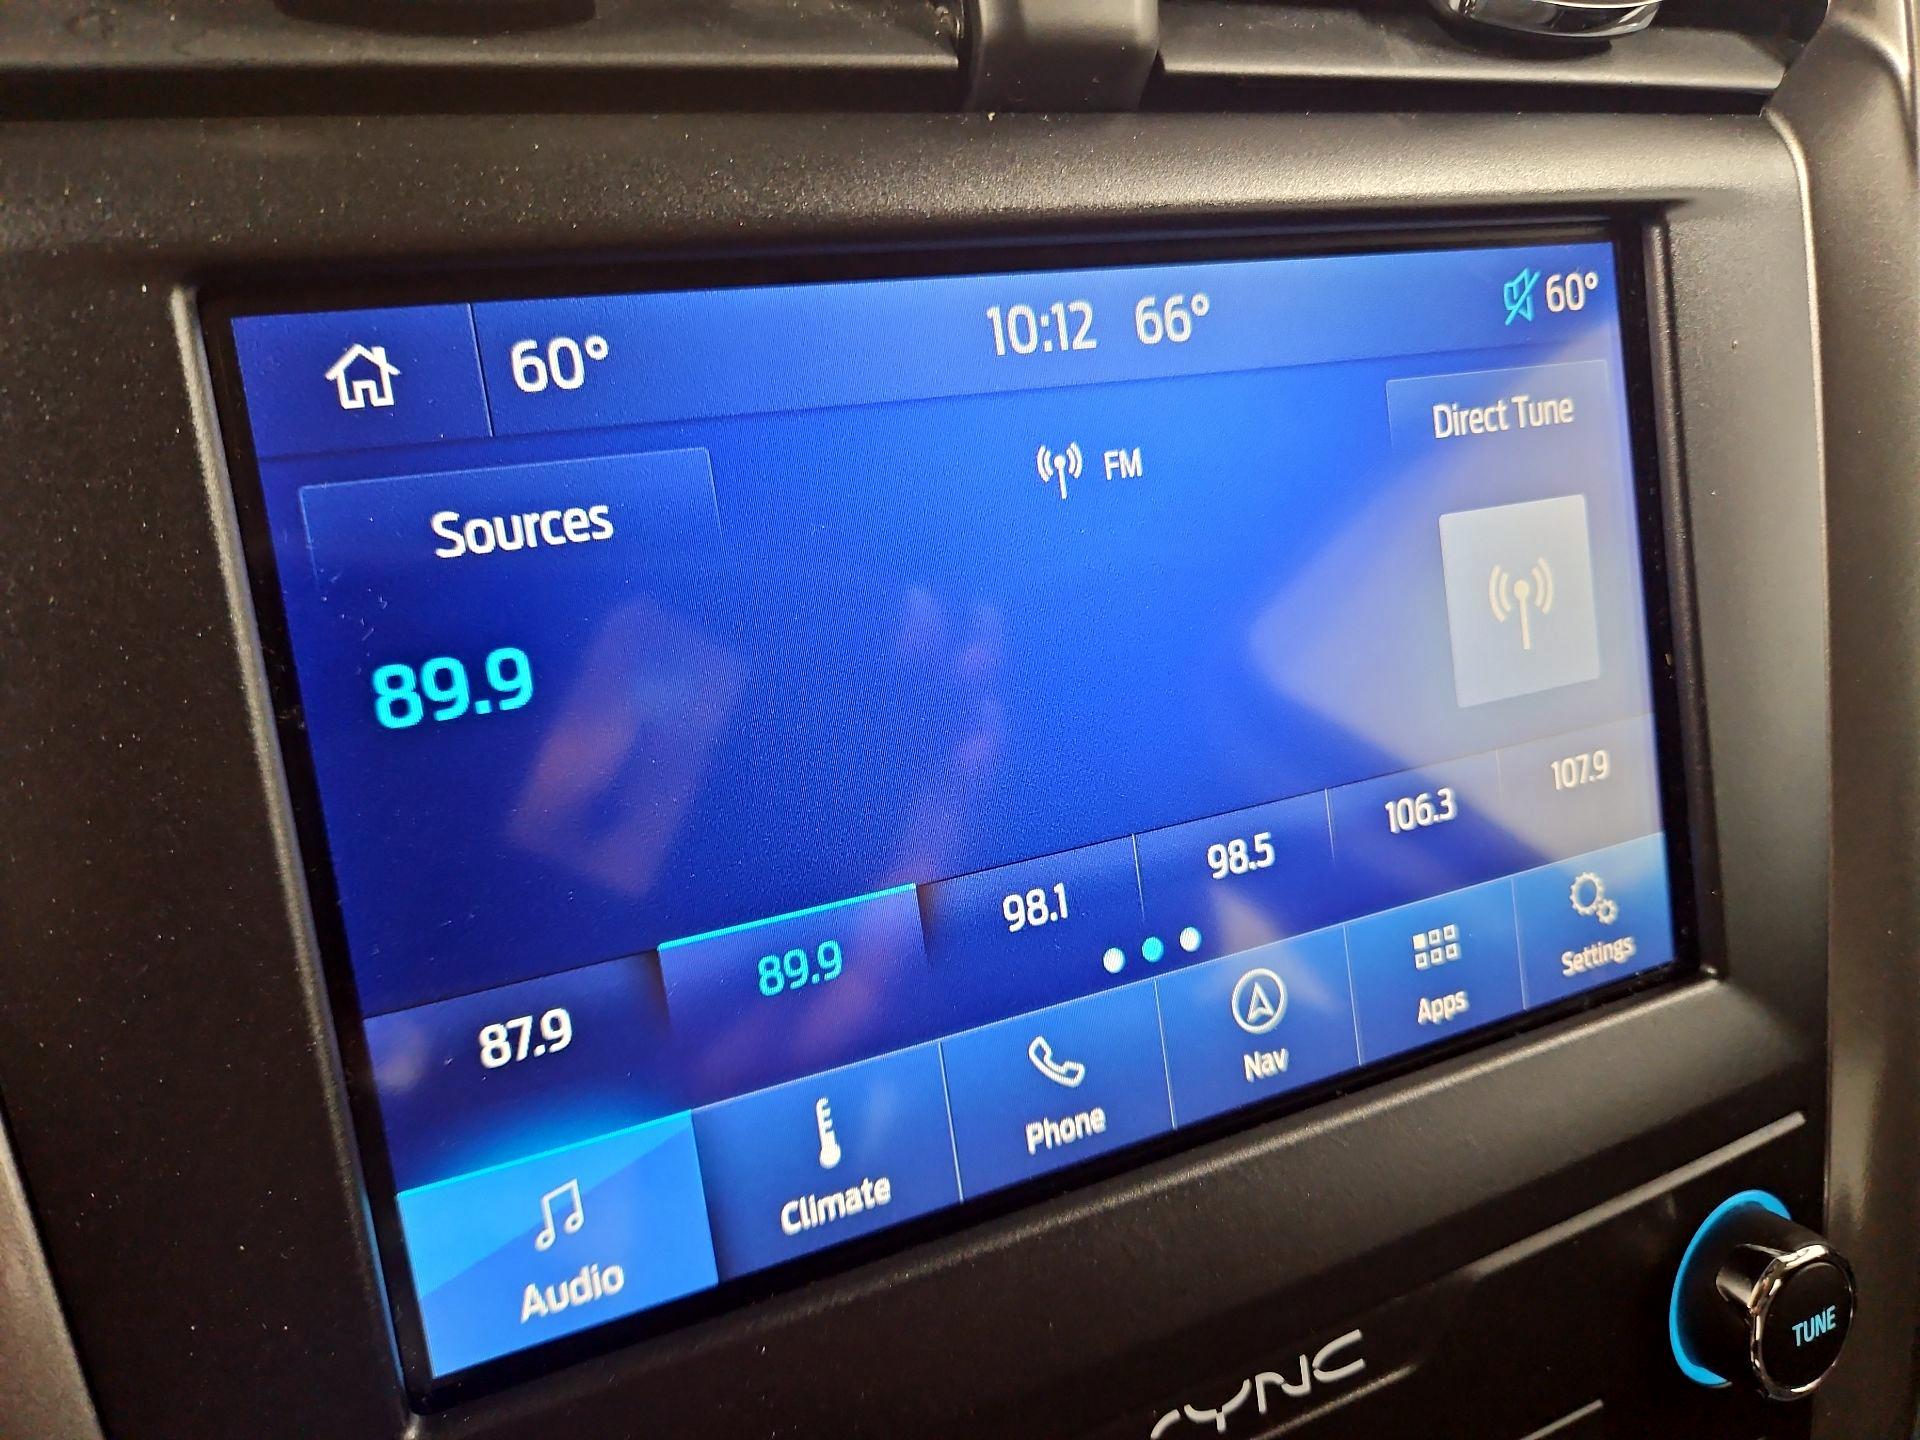 60° 10:12 66° 60°
FM
Direct Tune
Sources
89.9
87.9 89.9 98.1 98.5 106.3 107.9
Audio Climate Phone Nav Apps Settings
SYNC
TUNE